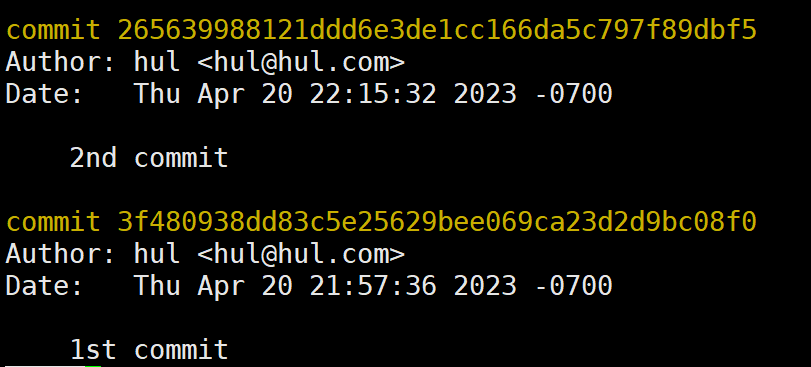 commit 265639988121ddd6e3de1cc166da5c797f89dbf5
Author: hul <hul@hul.com>
Date:   Thu Apr 20 22:15:32 2023 -0700
2nd commit
commit 3f480938dd83c5e25629bee069ca23d2d9bc08f0
Author: hul <hul@hul.com>
Date:   Thu Apr 20 21:57:36 2023 -0700
1st commit